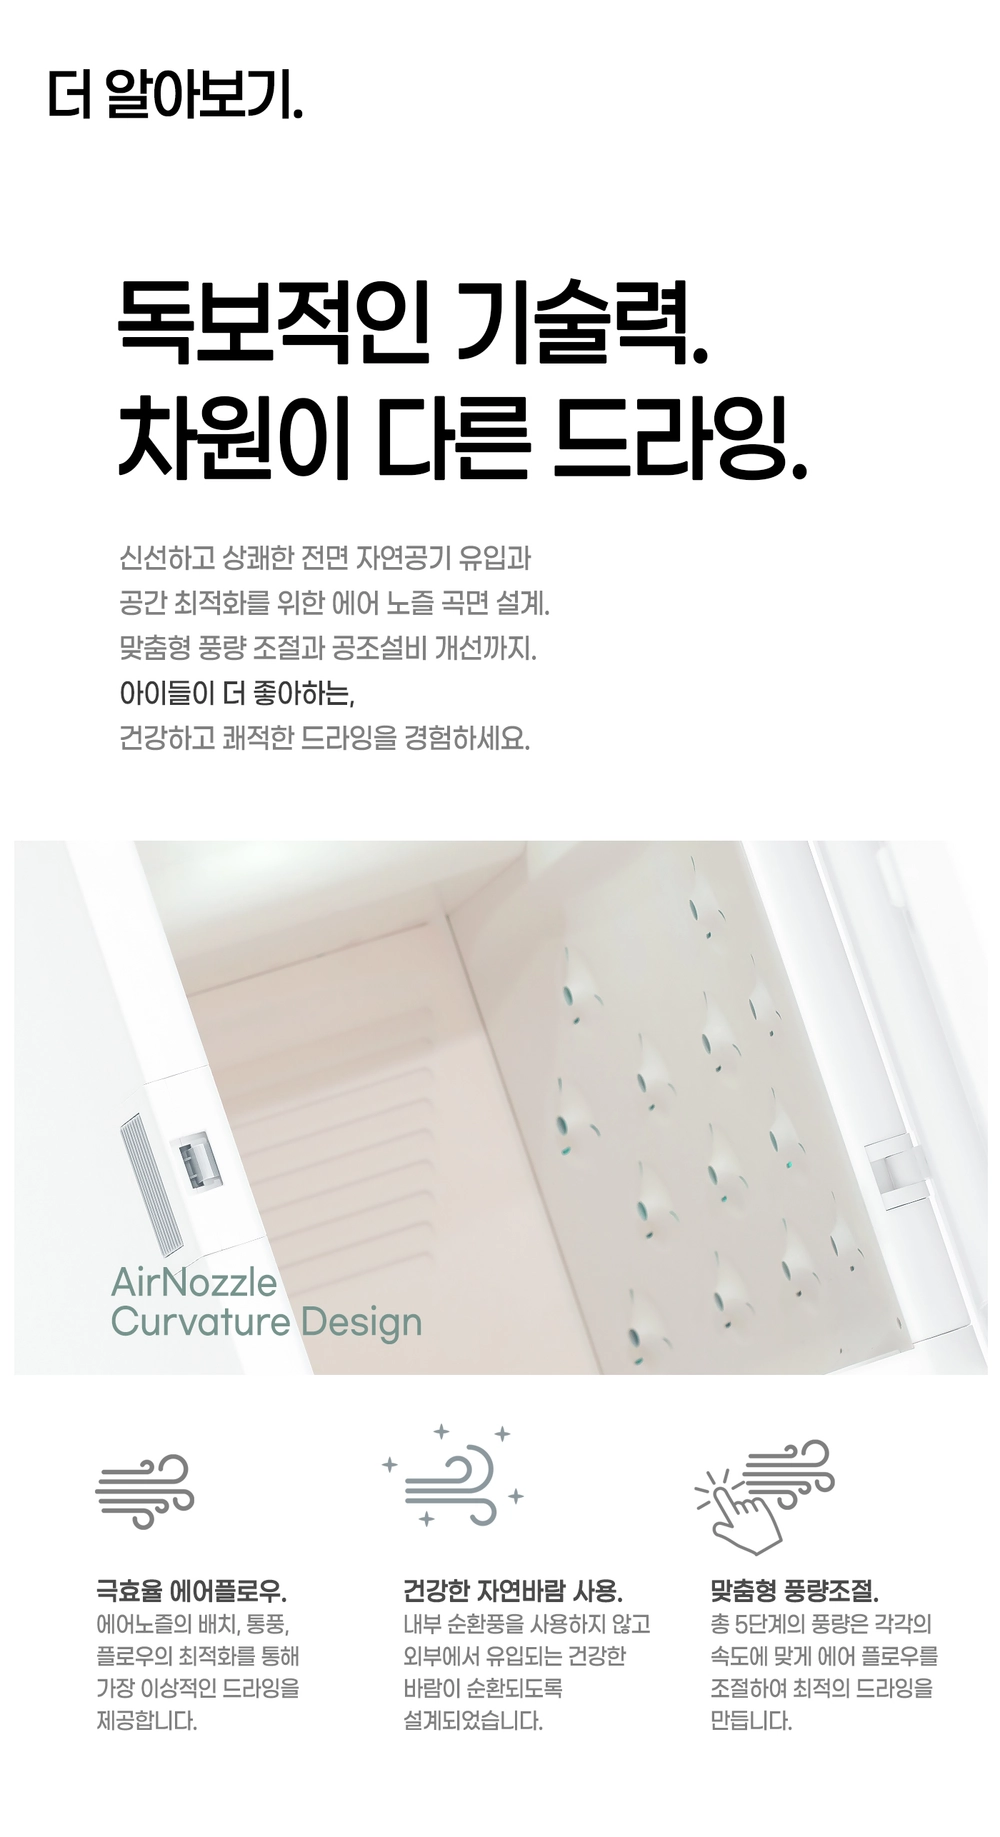 더 알아보기.
독보적인 기술력.
차원이 다른 드라잉.
신선하고 상쾌한 전면 자연공기 유입과
공간 최적화를 위한 에어 노즐 곡면 설계.
맞춤형 풍량 조절과 공조설비 개선까지.
아이들이 더 좋아하는,
건강하고 쾌적한 드라잉을 경험하세요.
AirNozzle
Curvature Design
극효율 에어플로우.
에어노즐의 배치, 통풍,
플로우의 최적화를 통해
가장 이상적인 드라잉을
제공합니다.
건강한 자연바람 사용.
내부 순환풍을 사용하지 않고
외부에서 유입되는 건강한
바람이 순환되도록
설계되었습니다.
맞춤형 풍량조절.
총 5단계의 풍량은 각각의
속도에 맞게 에어 플로우를
조절하여 최적의 드라잉을
만듭니다.